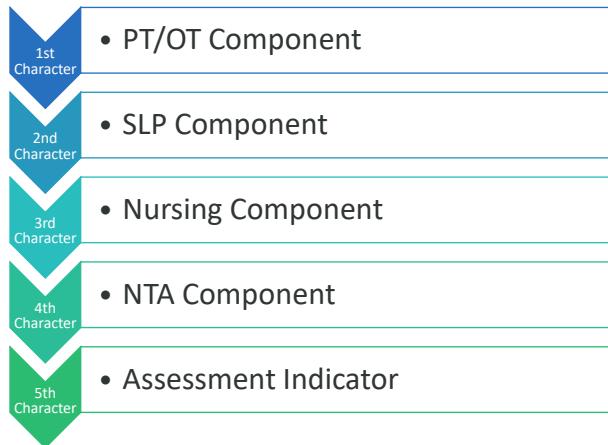 1st
Character
• PT/OT Component
2nd
Character
• SLP Component
3rd
Character
• Nursing Component
4th
Character
• NTA Component
5th
Character
• Assessment Indicator